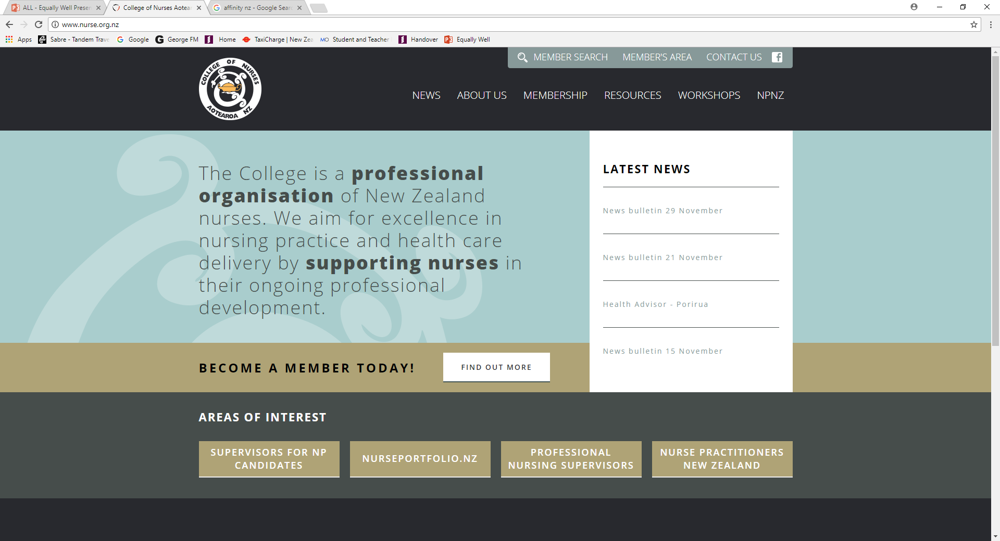 ALL - Equally Well Presen
College of Nurses Aotea
affinity nz - Google Sear
www.nurse.org.nz
Apps
Sabre - Tandem Trave
Google
George FM
Home
TaxiCharge | New Zea
Student and Teacher
Handover
Equally Well
MEMBER SEARCH
MEMBER'S AREA
CONTACT US
COLLEGE OF NURSES
AOTEAROA NZ
NEWS
ABOUT US
MEMBERSHIP
RESOURCES
WORKSHOPS
NPNZ
The College is a professional
organisation of New Zealand
nurses. We aim for excellence in
nursing practice and health care
delivery by supporting nurses in
their ongoing professional
development.
LATEST NEWS
News bulletin 29 November
News bulletin 21 November
Health Advisor - Porirua
News bulletin 15 November
BECOME A MEMBER TODAY!
FIND OUT MORE
AREAS OF INTEREST
SUPERVISORS FOR NP
CANDIDATES
NURSEPORTFOLIO.NZ
PROFESSIONAL
NURSING SUPERVISORS
NURSE PRACTITIONERS
NEW ZEALAND